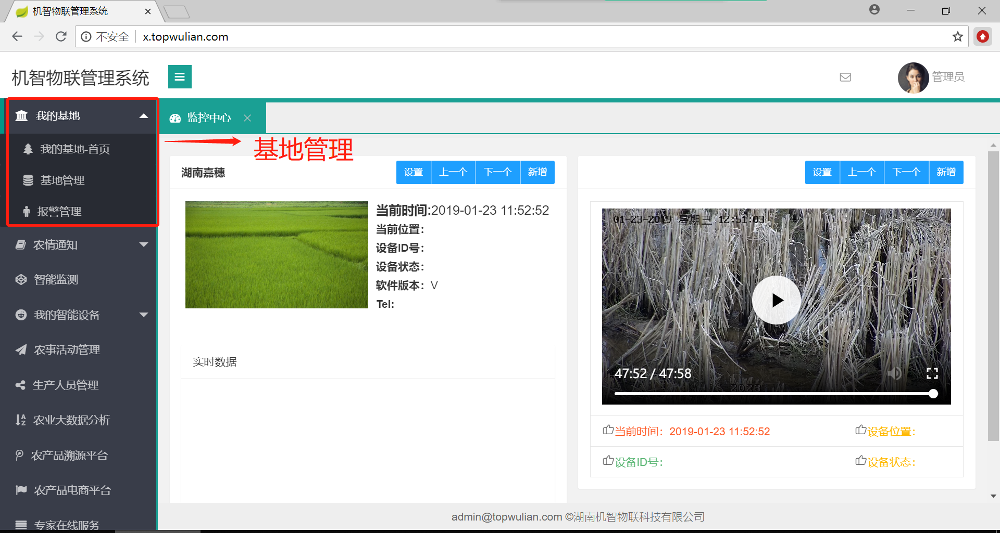 机智物联管理系统
不安全
x.topwulian.com
机智物联管理系统
管理员
我的基地
我的基地-首页
基地管理
报警管理
农情通知
智能监测
我的智能设备
农事活动管理
生产人员管理
农业大数据分析
农产品溯源平台
农产品电商平台
专家在线服务
监控中心
基地管理
湖南嘉穗
设置 上一个 下一个 新增
当前时间:2019-01-23 11:52:52
当前位置：
设备ID号：
设备状态：
软件版本：V
Tel:
实时数据
设置 上一个 下一个 新增
01-23-2019 星期三 12:51:03
47:52 / 47:58
2023
当前时间：2019-01-23 11:52:52
设备位置：
设备ID号：
设备状态：
admin@topwulian.com ©湖南机智物联科技有限公司